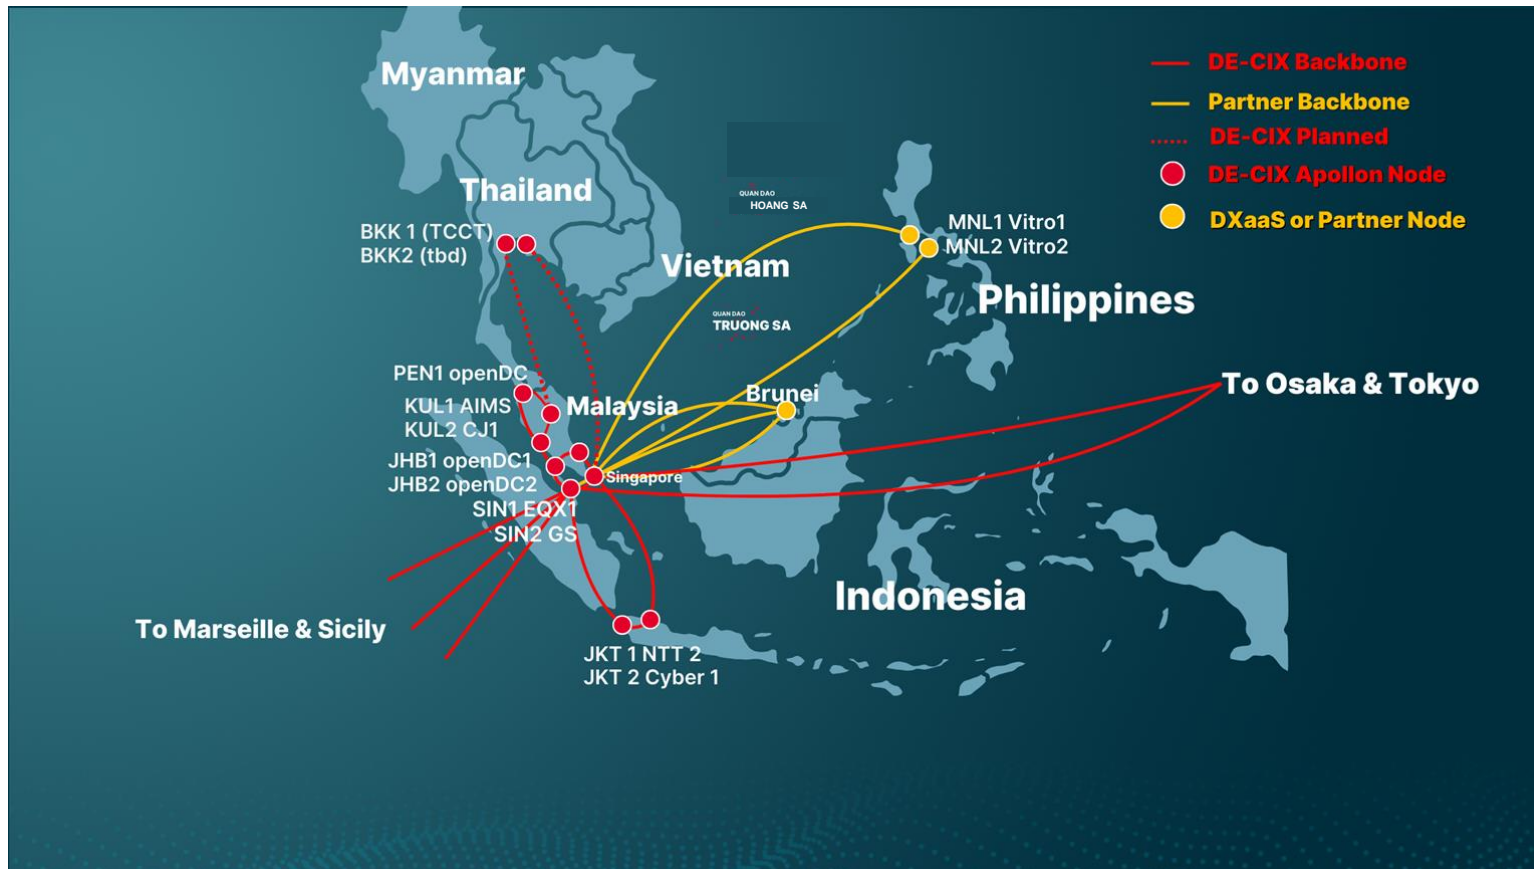 Myanmar
DE-CIX Backbone
Partner Backbone
DE-CIX Planned
DE-CIX Apollon Node
DXaaS or Partner Node
Thailand
QUAN DAO
HOANG SA
BKK 1 (TCCT)
BKK2 (tbd)
MNL1 Vitro1
MNL2 Vitro2
Vietnam
Philippines
QUAN DAO
TRUONG SA
PEN1 openDC
KUL1 AIMS
KUL2 CJ1
Malaysia
Brunei
To Osaka & Tokyo
JHB1 openDC1
JHB2 openDC2
Singapore
SIN1 EQX1
SIN2 GS
Indonesia
To Marseille & Sicily
JKT 1 NTT 2
JKT 2 Cyber 1